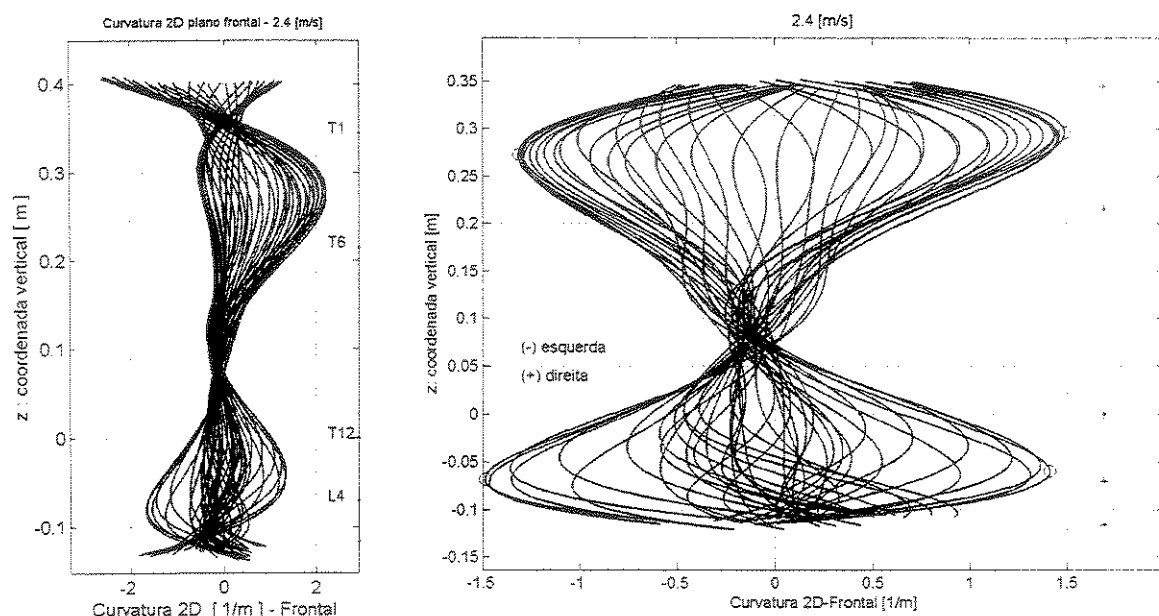 Curvatura 2D plano frontal - 2.4 [m/s]
z : coordenada vertical [ m ]
0.4
0.3
0.2
0.1
0
-0.1
T1
T6
T12
L4
-2
0
2
Curvatura 2D [ 1/m ] - Frontal
2.4 [m/s]
z: coordenada vertical [m]
0.35
0.3
0.25
0.2
0.15
0.1
0.05
0
-0.05
-0.1
-0.15
(-) esquerda
(+) direita
-1.5
-1
-0.5
0
0.5
1
1.5
2
Curvatura 2D-Frontal [1/m]